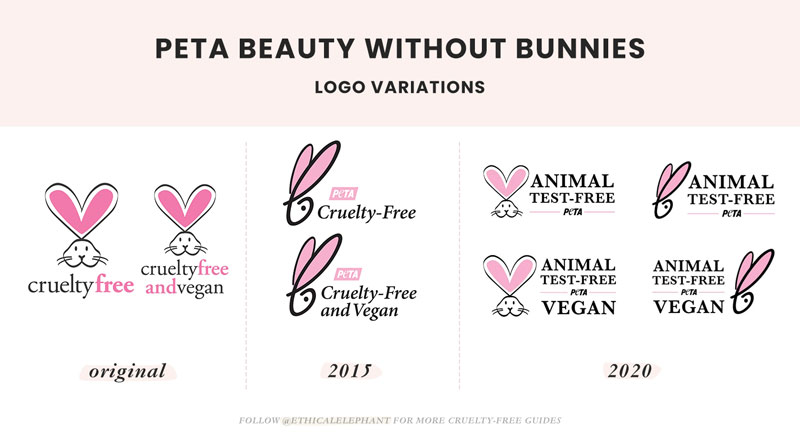 PETA BEAUTY WITHOUT BUNNIES
LOGO VARIATIONS
crueltyfree
crueltyfree
andvegan
original
PETA
Cruelty-Free
PETA
Cruelty-Free
and Vegan
2015
ANIMAL
TEST-FREE
PETA
ANIMAL
TEST-FREE
PETA
ANIMAL
TEST-FREE
PETA
VEGAN
ANIMAL
TEST-FREE
PETA
VEGAN
2020
FOLLOW @ETHICALELEPHANT FOR MORE CRUELTY-FREE GUIDES